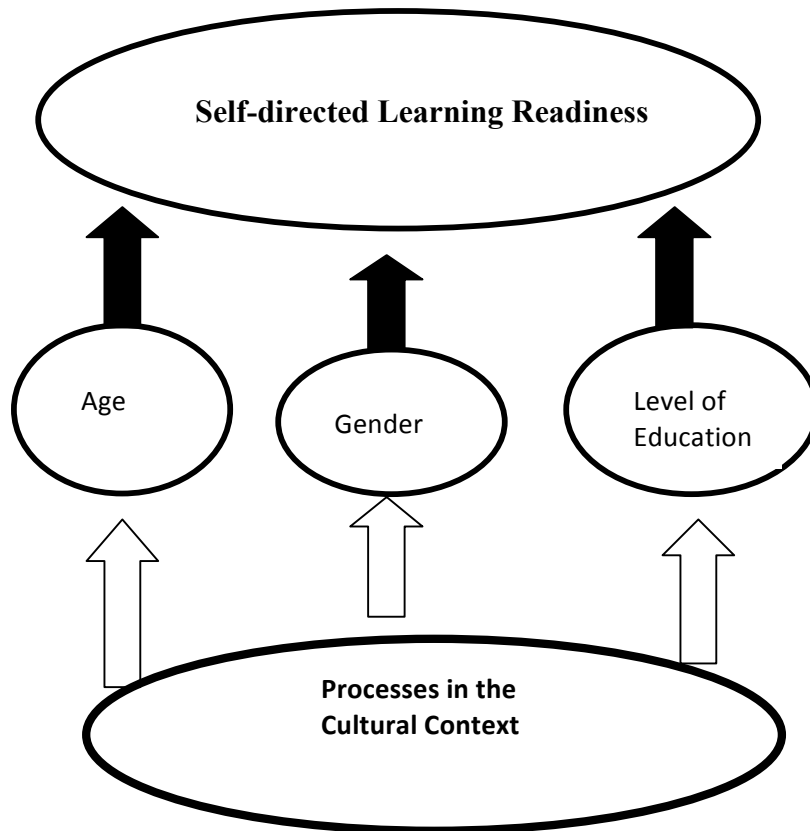 Self-directed Learning Readiness
Age
Gender
Level of
Education
Processes in the
Cultural Context